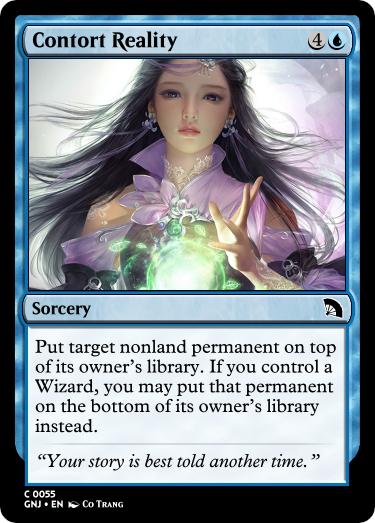 Contort Reality 4
Sorcery
Put target nonland permanent on top
of its owner's library. If you control a
Wizard, you may put that permanent
on the bottom of its owner's library
instead.
"Your story is best told another time."
C 0055
GNJ • EN Co Trang